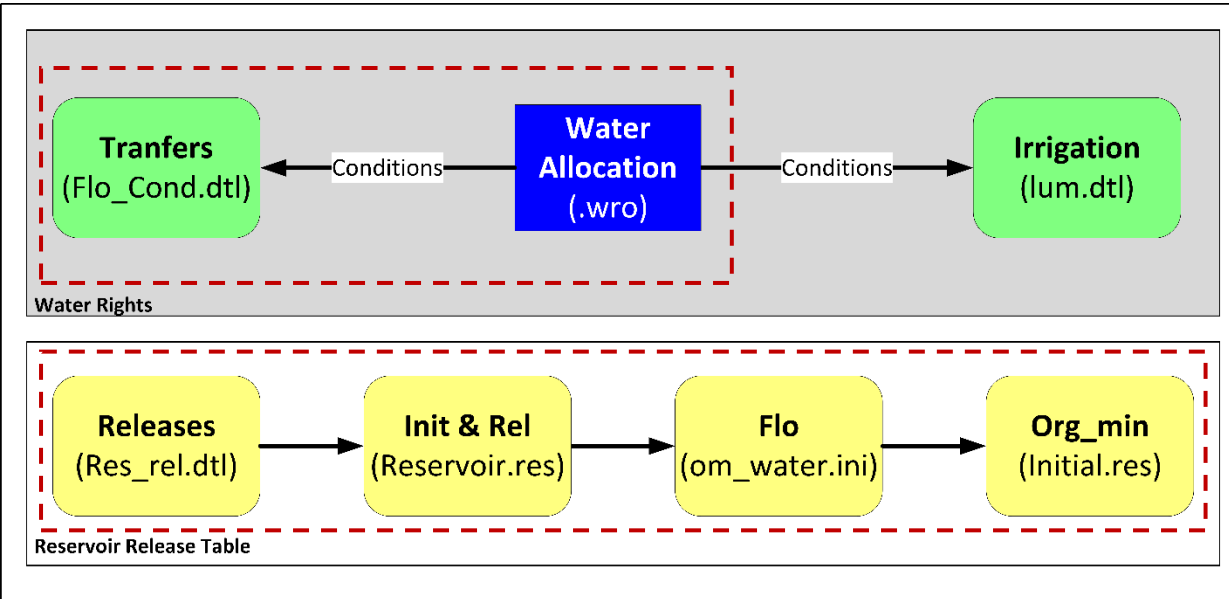 Tranfers
(Flo_Cond.dtl)
Conditions
Water
Allocation
(.wro)
Conditions
Irrigation
(lum.dtl)
Water Rights
Releases
(Res_rel.dtl)
Init & Rel
(Reservoir.res)
Flo
(om_water.ini)
Org_min
(Initial.res)
Reservoir Release Table